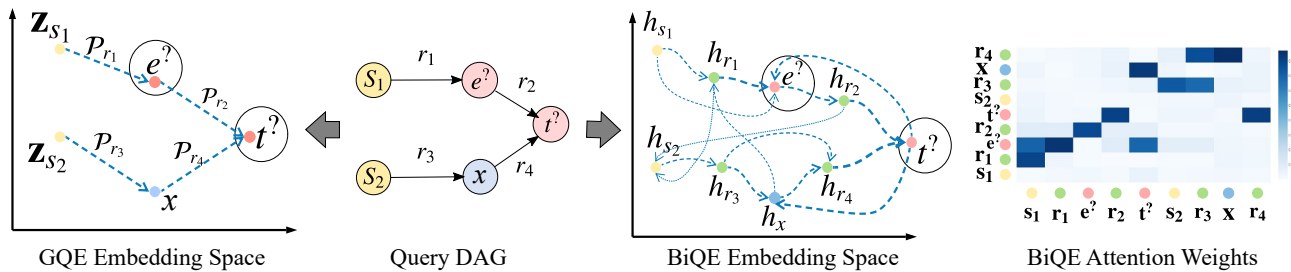 z_{s_1}
P_{r_1}
e?
P_{r_2}
t?
z_{s_2}
P_{r_3}
P_{r_4}
x
GQE Embedding Space
S_1
r_1
e?
r_2
t?
S_2
r_3
x
r_4
Query DAG
h_{s_1}
h_{r_1}
e?
h_{r_2}
t?
h_{s_2}
h_{r_3}
h_{r_4}
h_x
BiQE Embedding Space
r_4
x
r_3
s_2
t?
r_2
e?
r_1
s_1
s_1 r_1 e? r_2 t? s_2 r_3 x r_4
BiQE Attention Weights